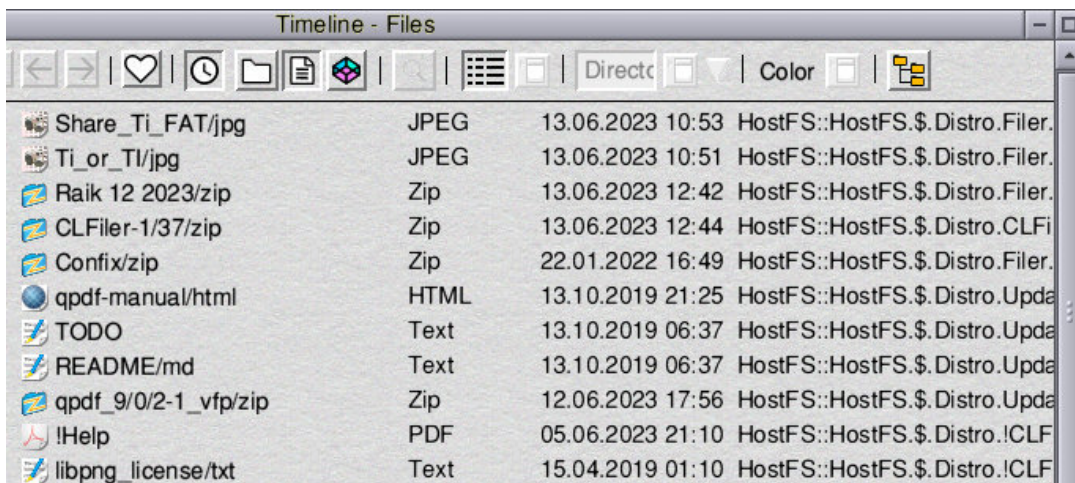 Timeline - Files
Directo Color
Share_Ti_FAT/jpg JPEG 13.06.2023 10:53 HostFS::HostFS.$.Distro.Filer.
Ti_or_TI/jpg JPEG 13.06.2023 10:51 HostFS::HostFS.$.Distro.Filer.
Raik 12 2023/zip Zip 13.06.2023 12:42 HostFS::HostFS.$.Distro.Filer.
CLFiler-1/37/zip Zip 13.06.2023 12:44 HostFS::HostFS.$.Distro.CLFi
Confix/zip Zip 22.01.2022 16:49 HostFS::HostFS.$.Distro.Filer.
qpdf-manual/html HTML 13.10.2019 21:25 HostFS::HostFS.$.Distro.Upda
TODO Text 13.10.2019 06:37 HostFS::HostFS.$.Distro.Upda
README/md Text 13.10.2019 06:37 HostFS::HostFS.$.Distro.Upda
qpdf_9/0/2-1_vfp/zip Zip 12.06.2023 17:56 HostFS::HostFS.$.Distro.Upda
!Help PDF 05.06.2023 21:10 HostFS::HostFS.$.Distro.!CLF
libpng_license/txt Text 15.04.2019 01:10 HostFS::HostFS.$.Distro.!CLF